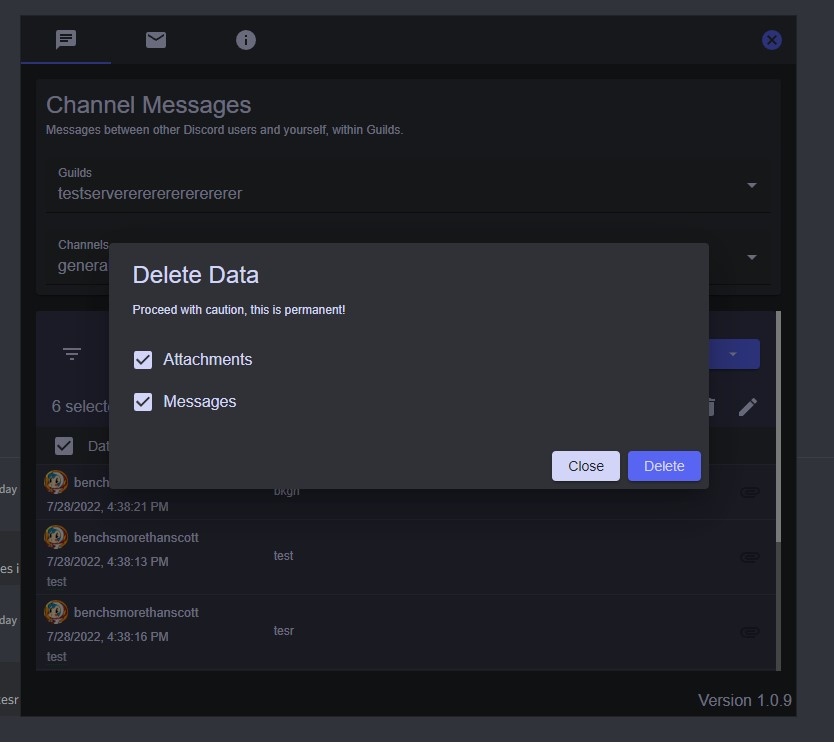 Channel Messages
Messages between other Discord users and yourself, within Guilds.
Guilds
testservererererererererer
Channels
genera
Delete Data
Proceed with caution, this is permanent!
Attachments
Messages
6 select
Close
Delete
Dat
day
bench
bkgh
7/28/2022, 4:38:21 PM
benchsmorethanscott
7/28/2022, 4:38:13 PM
test
es i
test
day
benchsmorethanscott
7/28/2022, 4:38:16 PM
tesr
test
esr
Version 1.0.9